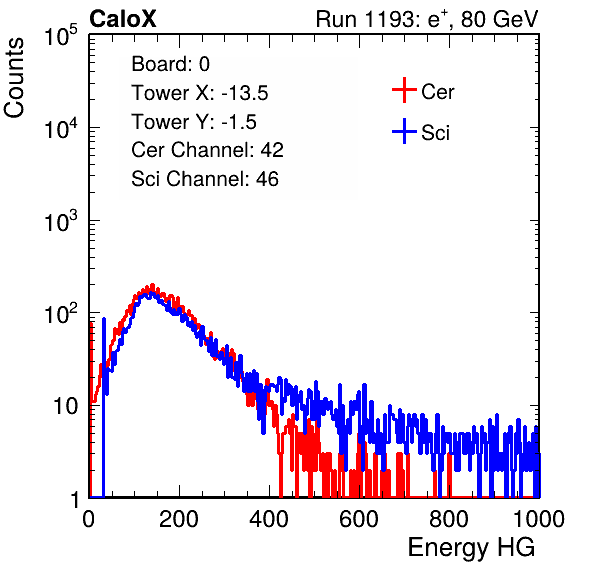 CaloX Run 1193: e⁺, 80 GeV
Counts
Board: 0
Tower X: -13.5
Tower Y: -1.5
Cer Channel: 42
Sci Channel: 46
Cer
Sci
10⁵
10⁴
10³
10²
10
1
0 200 400 600 800 1000
Energy HG